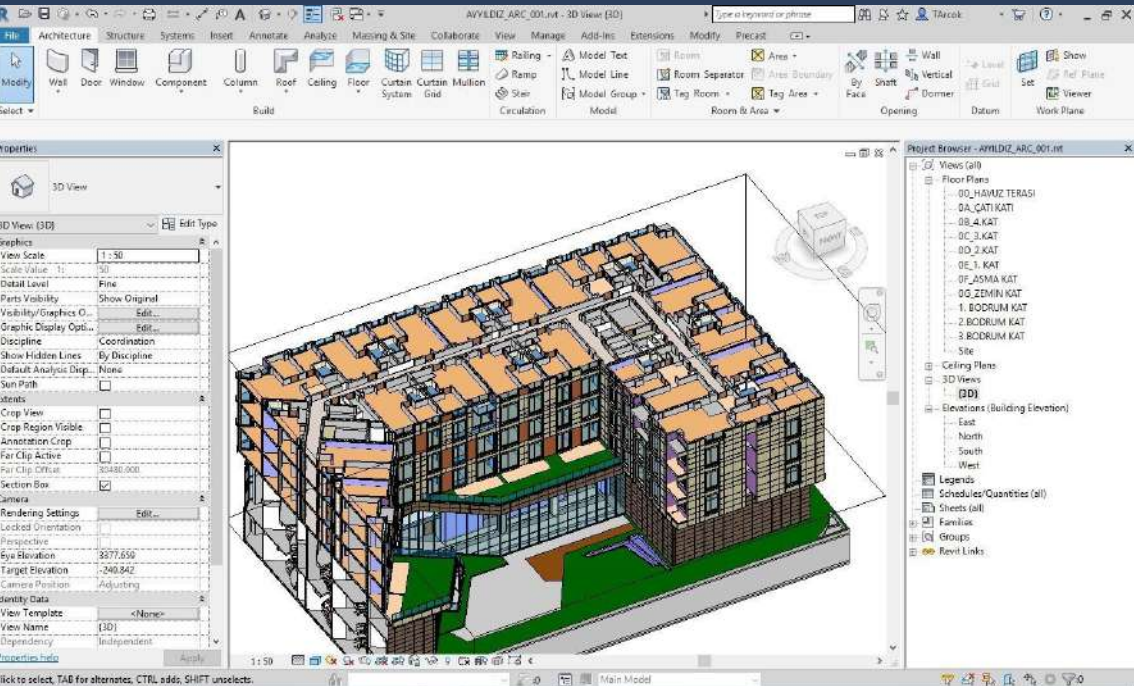 AYYILDIZ_ARC_001.rvt - 3D View: {3D}
Type a keyword or phrase
TArcok
File Architecture Structure Systems Insert Annotate Analyze Massing & Site Collaborate View Manage Add-Ins Extensions Modify Precast
Modify
Wall
Door
Window
Component
Column
Roof
Ceiling
Floor
Curtain System
Curtain Grid
Mullion
Railing
Ramp
Stair
Model Text
Model Line
Model Group
Room
Room Separator
Tag Room
Area
Area Boundary
Tag Area
By Face
Shaft
Wall
Vertical
Dormer
Level
Grid
Set
Show
Ref Plane
Viewer
Select
Build
Circulation
Model
Room & Area
Opening
Datum
Work Plane
Properties
3D View
3D View: {3D}
Edit Type
Graphics
View Scale 1 : 50
Scale Value 1: 50
Detail Level Fine
Parts Visibility Show Original
Visibility/Graphics O... Edit...
Graphic Display Opti... Edit...
Discipline Coordination
Show Hidden Lines By Discipline
Default Analysis Disp... None
Sun Path
Extents
Crop View
Crop Region Visible
Annotation Crop
Far Clip Active
Far Clip Offset 30480.000
Section Box
Camera
Rendering Settings Edit...
Locked Orientation
Perspective
Eye Elevation 3377.659
Target Elevation -249.842
Camera Position Adjusting
Identity Data
View Template <None>
View Name {3D}
Dependency Independent
Properties help
Apply
FRONT
1 : 50
Project Browser - AYYILDIZ_ARC_001.rvt
Views (all)
Floor Plans
00_HAVUZ TERASI
0A_ÇATI KATI
0B_4.KAT
0C_3.KAT
0D_2.KAT
0E_1. KAT
0F_ASMA KAT
0G_ZEMİN KAT
1. BODRUM KAT
2.BODRUM KAT
3.BODRUM KAT
Site
Ceiling Plans
3D Views
{3D}
Elevations (Building Elevation)
East
North
South
West
Legends
Schedules/Quantities (all)
Sheets (all)
Families
Groups
Revit Links
Click to select, TAB for alternates, CTRL adds, SHIFT unselects.
:0
Main Model
:0